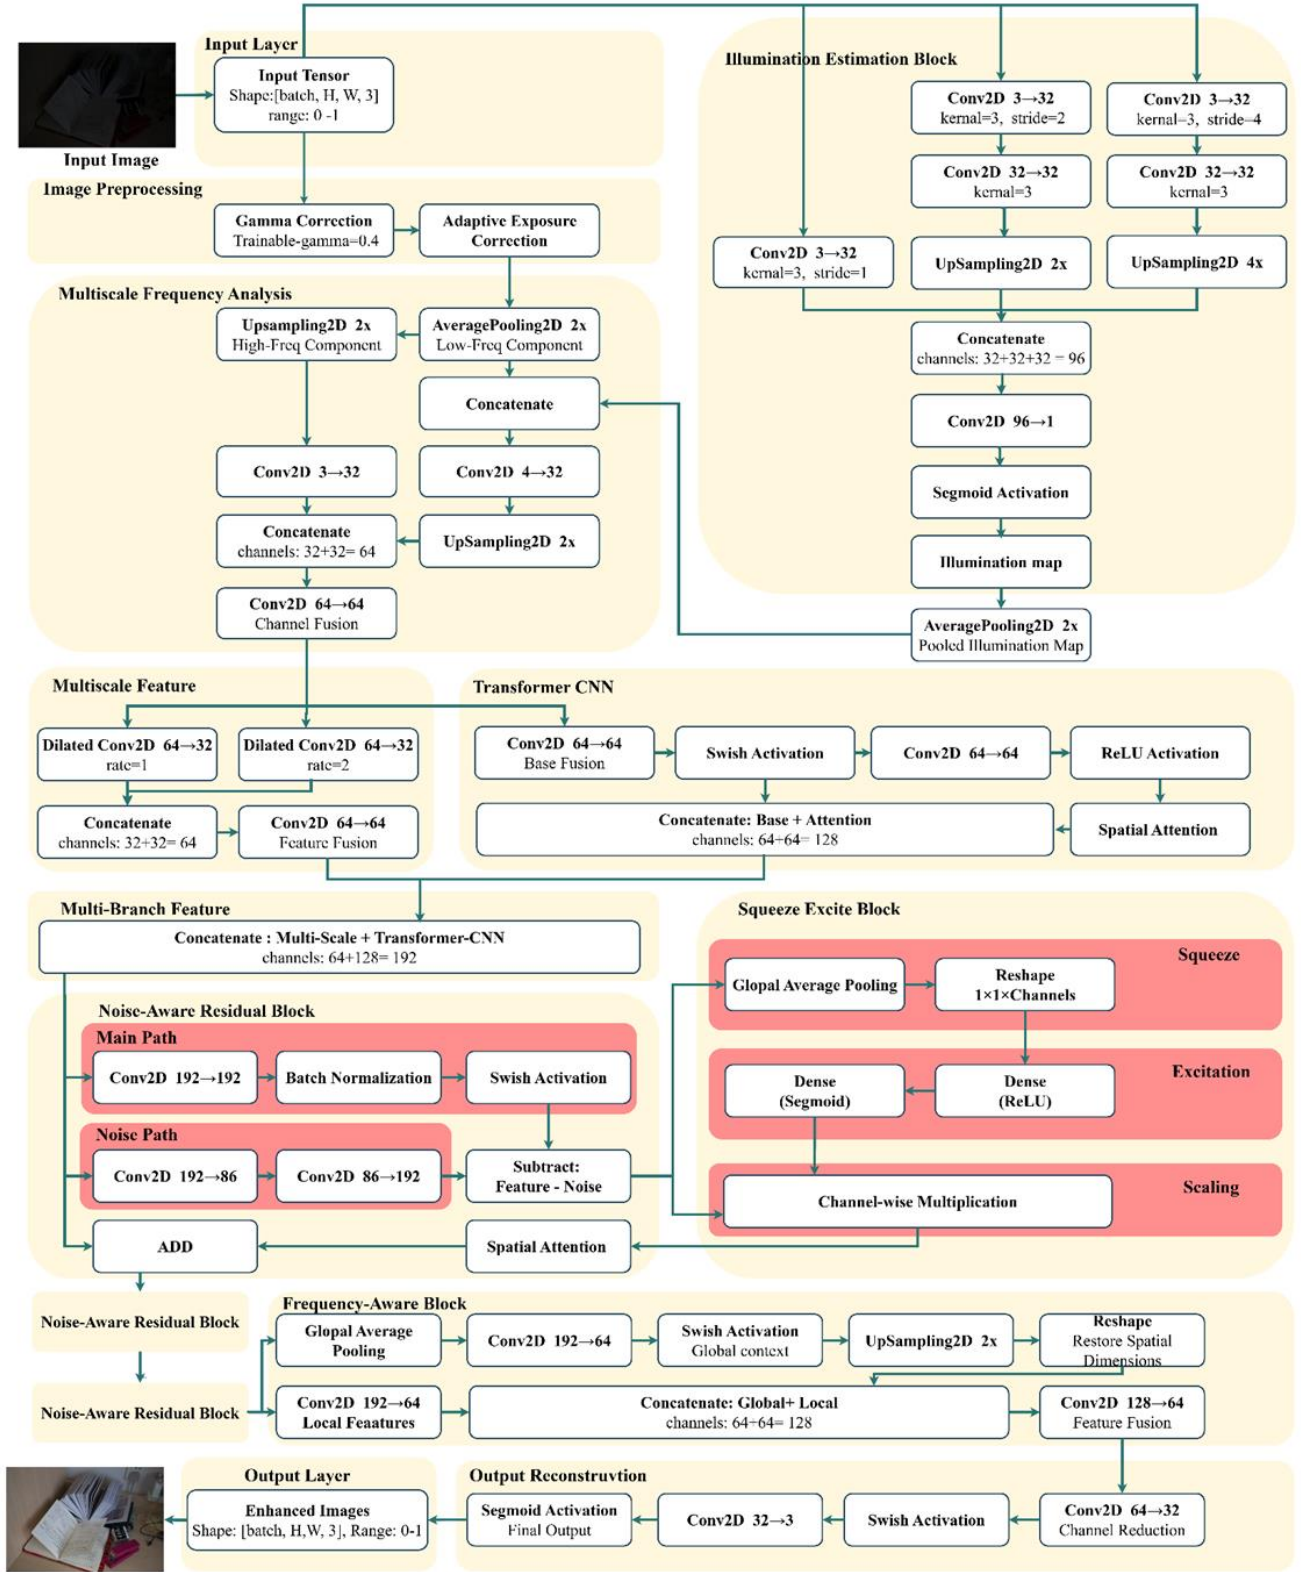 Input Layer
Input Tensor
Shape:[batch, H, W, 3]
range: 0 -1
Input Image
Illumination Estimation Block
Conv2D 3→32
kernel=3, stride=2
Conv2D 3→32
kernel=3, stride=4
Conv2D 32→32
kernel=3
Conv2D 32→32
kernel=3
Conv2D 3→32
kernel=3, stride=1
UpSampling2D 2x
UpSampling2D 4x
Concatenate
channels: 32+32+32 = 96
Conv2D 96→1
Segmoid Activation
Illumination map
AveragePooling2D 2x
Pooled Illumination Map
Image Preprocessing
Gamma Correction
Trainable-gamma=0.4
Adaptive Exposure
Correction
Multiscale Frequency Analysis
Upsampling2D 2x
High-Freq Component
AveragePooling2D 2x
Low-Freq Component
Concatenate
Conv2D 3→32
Conv2D 4→32
Concatenate
channels: 32+32= 64
UpSampling2D 2x
Conv2D 64→64
Channel Fusion
Multiscale Feature
Dilated Conv2D 64→32
rate=1
Dilated Conv2D 64→32
rate=2
Concatenate
channels: 32+32= 64
Conv2D 64→64
Feature Fusion
Transformer CNN
Conv2D 64→64
Base Fusion
Swish Activation
Conv2D 64→64
ReLU Activation
Concatenate: Base + Attention
channels: 64+64= 128
Spatial Attention
Multi-Branch Feature
Concatenate : Multi-Scale + Transformer-CNN
channels: 64+128= 192
Noise-Aware Residual Block
Main Path
Conv2D 192→192
Batch Normalization
Swish Activation
Noise Path
Conv2D 192→86
Conv2D 86→192
Subtract:
Feature - Noise
ADD
Spatial Attention
Squeeze Excite Block
Squeeze
Glopal Average Pooling
Reshape
1×1×Channels
Excitation
Dense
(Segmoid)
Dense
(ReLU)
Scaling
Channel-wise Multiplication
Noise-Aware Residual Block
Noise-Aware Residual Block
Frequency-Aware Block
Glopal Average
Pooling
Conv2D 192→64
Swish Activation
Global context
UpSampling2D 2x
Reshape
Restore Spatial
Dimensions
Conv2D 192→64
Local Feaatures
Concatenate: Global+ Local
channels: 64+64= 128
Conv2D 128→64
Feature Fusion
Output Layer
Enhanced Images
Shape: [batch, H,W, 3], Range: 0-1
Output Reconstruvtion
Segmoid Activation
Final Output
Conv2D 32→3
Swish Activation
Conv2D 64→32
Channel Reduction